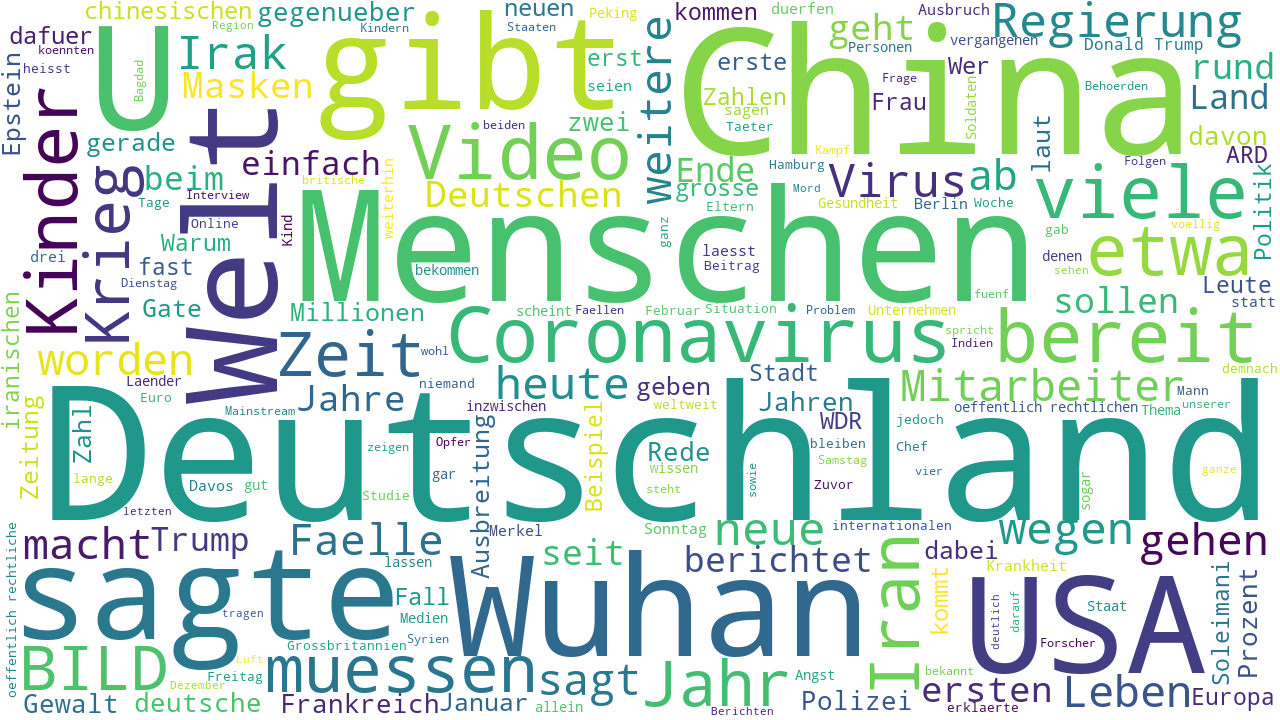 chinesischen
gegenueber
neuen
Peking
kommen
duerfen
Ausbruch
Regierung
dafuer
Region
U
Irak
Kindern
gibt
Staaten
China
geht
vergangehen
Donald Trump
koennten
heisst
Epstein
Bagdad
Masken
erst
seien
weitere
erste
Personen
Wer
Behoerden
rund
Kinder
Welt
Zahlen
sagen
Frage
Frau
Soldaten
Land
gerade
beiden
Video
zwei
Taeter
laut
davon
Krieg
beim
einfach
weiterhin
Ende
Kampf
Hamburg
Virus
ab
Folgen
ARD
Tage
Interview
britische
Deutschen
grosse
Eltern
Mord
Gesundheit
Berlin
Woche
viele
Politik
Online
Kind
Menschen
ganz
laesst
Beitrag
gab
voellig
drei
Warum
fast
Dienstag
bekommen
denen
sehen
etwa
Leute
iranischen
Gate
Millionen
scheint
Faellen
Februar
Situation
Problem
Unternehmen
fuenf
sollen
statt
worden
Zeit
wohl
Coronavirus
spricht
Indien
bereit
Laender
Euro
Jahre
niemand
heute
geben
Stadt
Mitarbeiter
Mann
demnach
Zeitung
Zahl
Mainstream
inzwischen
weltweit
Jahren
WDR
jedoch
oeffentlich rechtlichen
Thema
unserer
Deutschland
zeigen
Opfer
Ausbreitung
Beispiel
Rede
wissen
bleiben
Chef
lange
Davos
gut
Studie
gar
steht
sowie
Samstag
Zuvor
vier
sogar
ganze
letzten
Merkel
Sonntag
neue
internationalen
wegen
macht
Trump
Faelle
seit
berichtet
dabei
gehen
oeffentlich rechtliche
sagte
lassen
Wuhan
Iran
kommt
Krankheit
USA
Soleimani
Prozent
tragen
Fall
Medien
deutlich
darauf
Staat
BILD
Luft
Grossbritannien
Syrien
Forscher
Dezember
Freitag
muessen
sagt
Jahr
Angst
bekannt
Gewalt
deutsche
Frankreich
Januar
allein
Berichten
Polizei
ersten
erklaerte
Leben
Europa